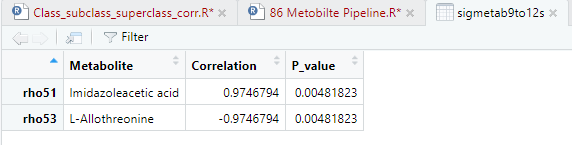 Class_subclass_superclass_corr.R* 86 Metobilte Pipeline.R* sigmetab9to12s
Filter
Metabolite Correlation P_value
rho51 Imidazoleacetic acid 0.9746794 0.00481823
rho53 L-Allothreonine -0.9746794 0.00481823